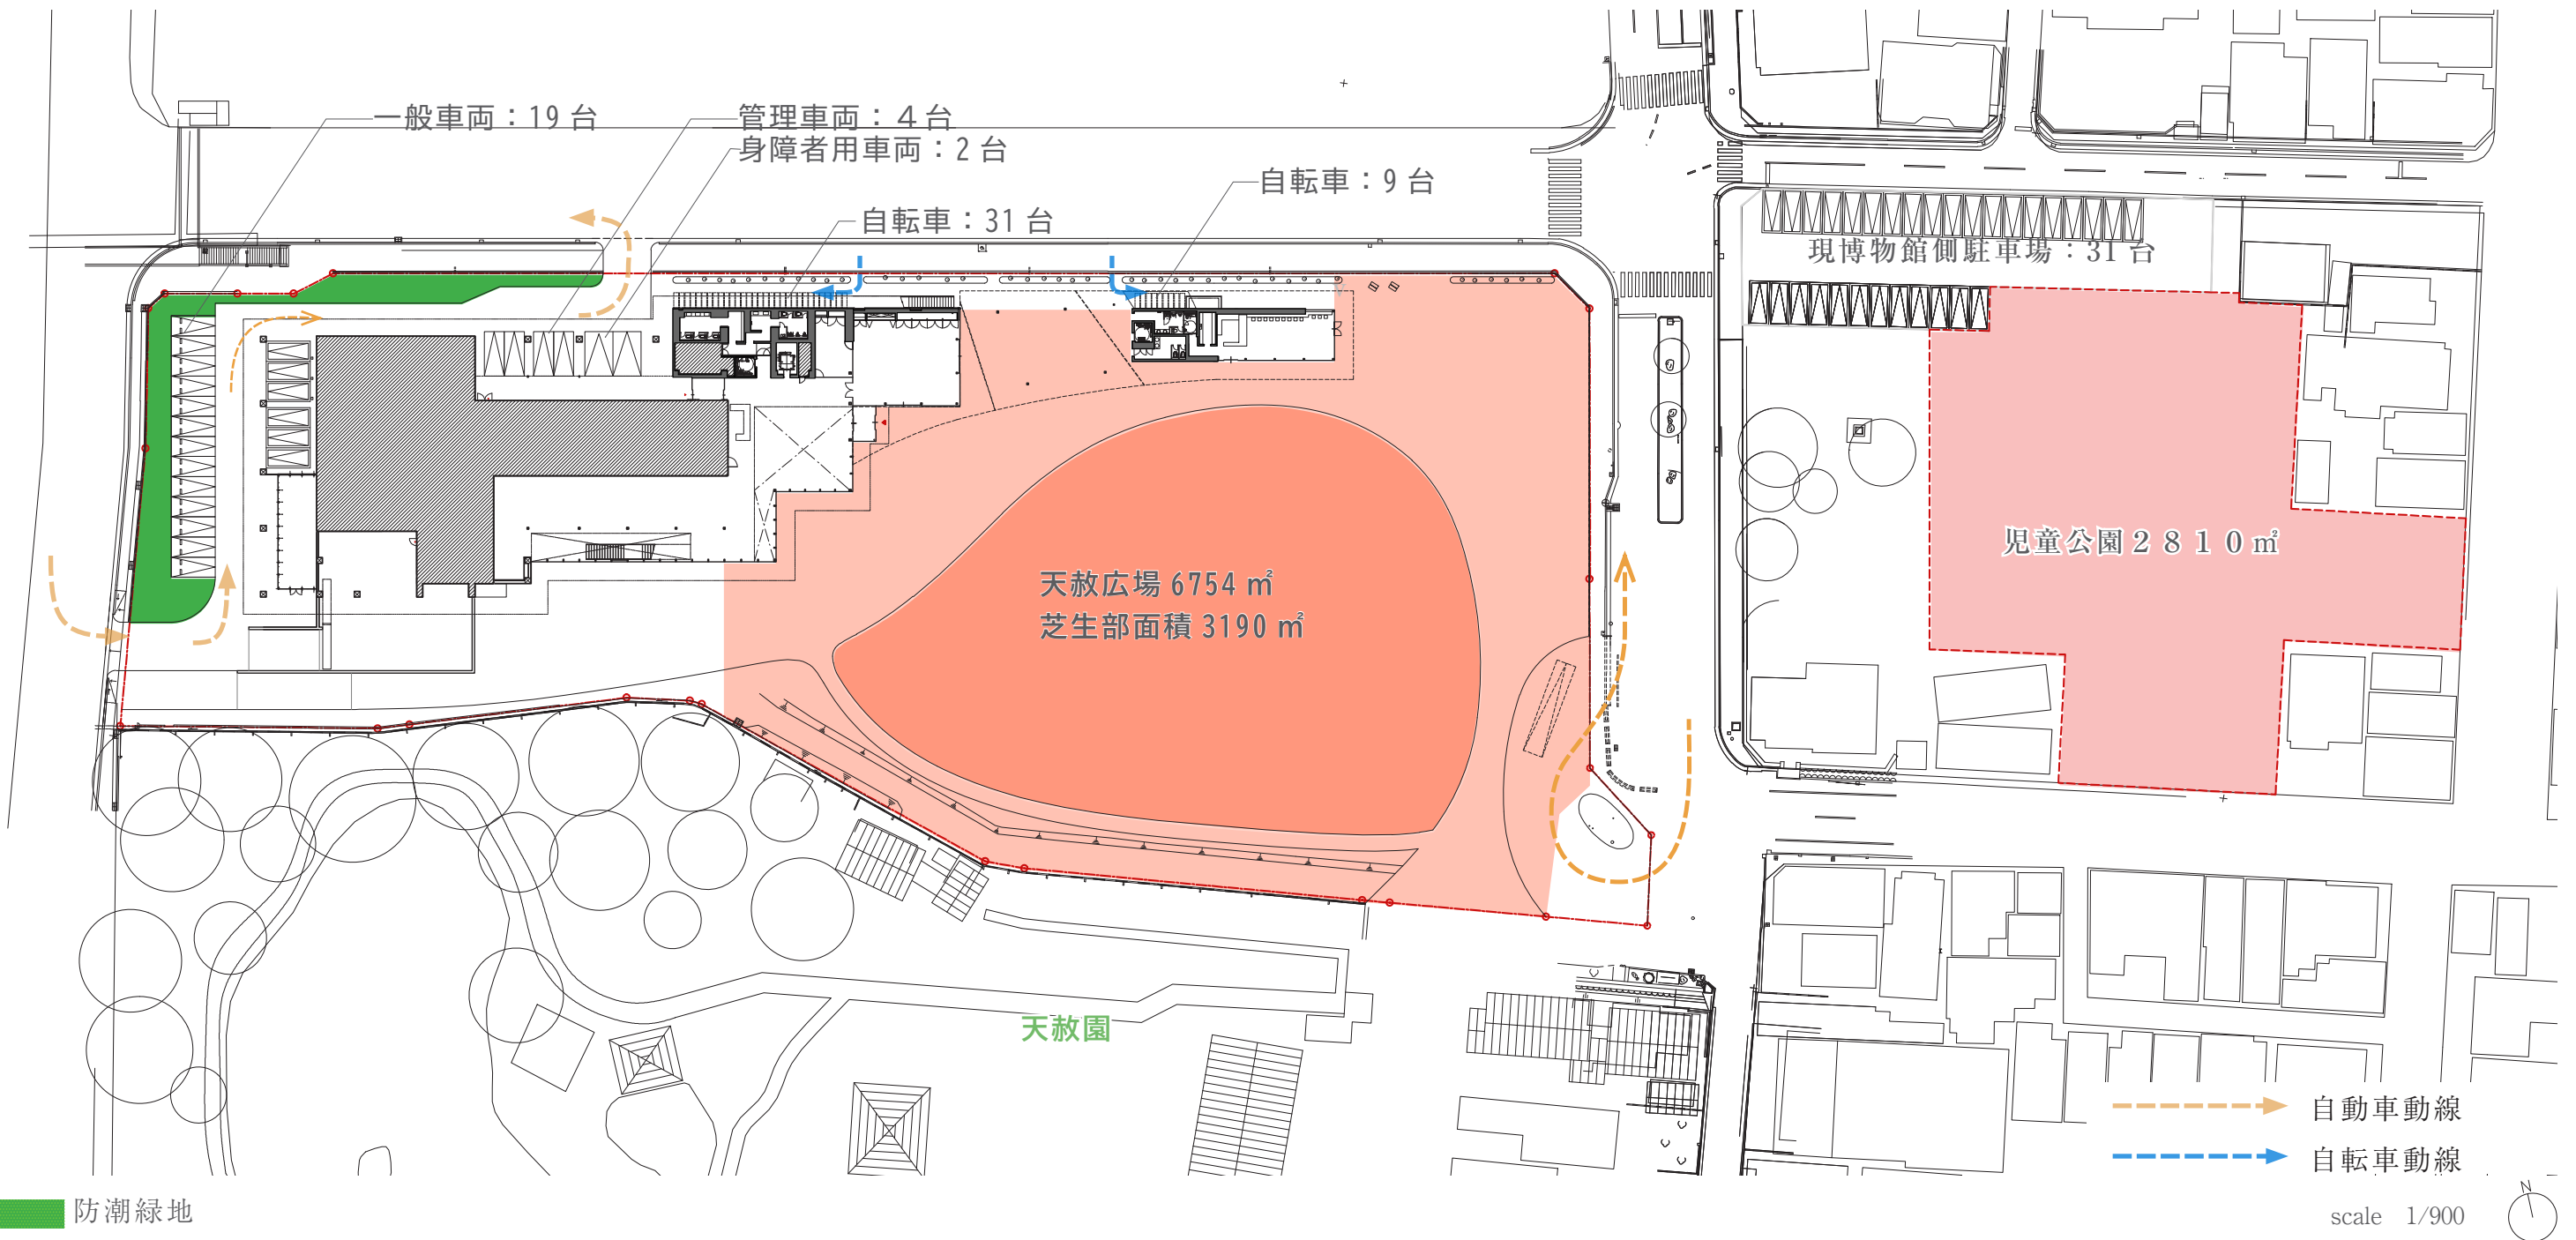 一般車両：19 台
管理車両：４台
身障者用車両：2 台
自転車：9 台
自転車：31 台
現博物館側駐車場：31 台
児童公園２８１０㎡
天赦広場 6754 ㎡
芝生部面積 3190 ㎡
天赦園
自動車動線
自転車動線
防潮緑地
scale 1/900
N